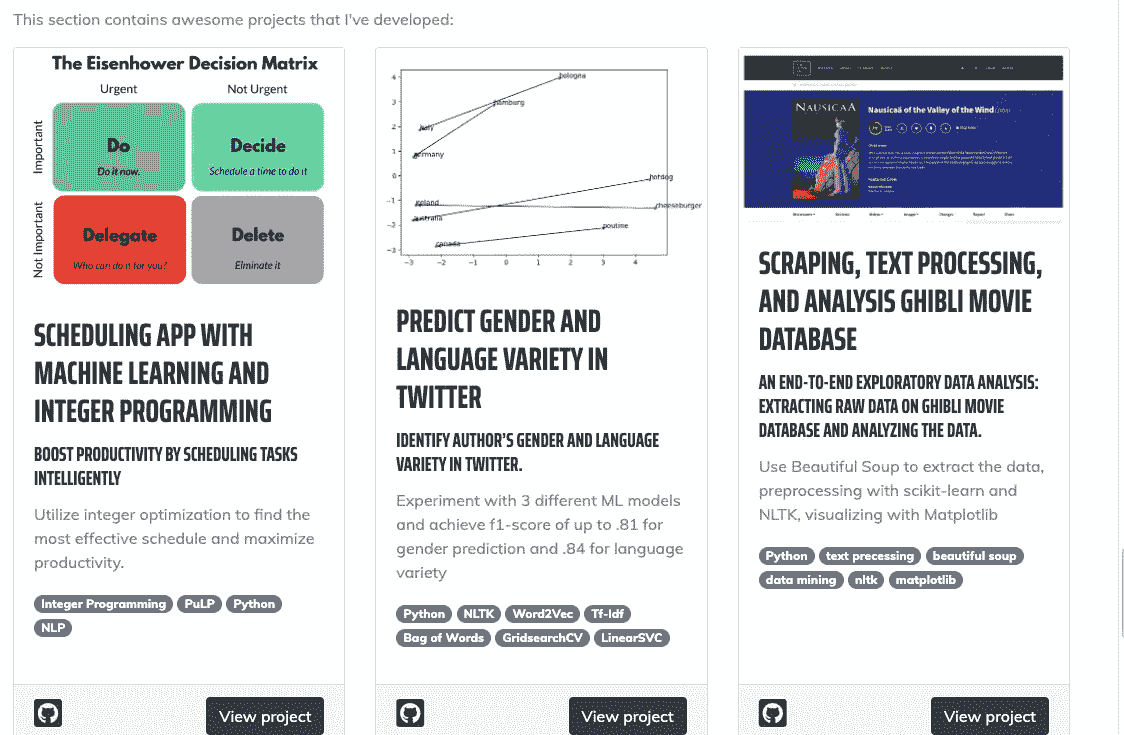 This section contains awesome projects that I've developed:
The Eisenhower Decision Matrix
Urgent
Not Urgent
Important
Do
Do it now.
Decide
Schedule a time to do it
Not Important
Delegate
Who can do it for you?
Delete
Elminate it
SCHEDULING APP WITH
MACHINE LEARNING AND
INTEGER PROGRAMMING
BOOST PRODUCTIVITY BY SCHEDULING TASKS
INTELLIGENTLY
Utilize integer optimization to find the
most effective schedule and maximize
productivity.
Integer Programming PuLP Python
NLP
View project
4
3
2
1
0
−1
−2
−3
bologna
hamburg
italy
germany
hotdog
ireland
cheeseburger
australia
poutine
canada
−3 −2 −1 0 1 2 3 4
PREDICT GENDER AND
LANGUAGE VARIETY IN
TWITTER
IDENTIFY AUTHOR'S GENDER AND LANGUAGE
VARIETY IN TWITTER.
Experiment with 3 different ML models
and achieve f1-score of up to .81 for
gender prediction and .84 for language
variety
Python NLTK Word2Vec Tf-Idf
Bag of Words GridsearchCV LinearSVC
View project
NAUSICAÄ
Nausicaä of the Valley of the Wind
SCRAPING, TEXT PROCESSING,
AND ANALYSIS GHIBLI MOVIE
DATABASE
AN END-TO-END EXPLORATORY DATA ANALYSIS:
EXTRACTING RAW DATA ON GHIBLI MOVIE
DATABASE AND ANALYZING THE DATA.
Use Beautiful Soup to extract the data,
preprocessing with scikit-learn and
NLTK, visualizing with Matplotlib
Python text precessing beautiful soup
data mining nltk matplotlib
View project